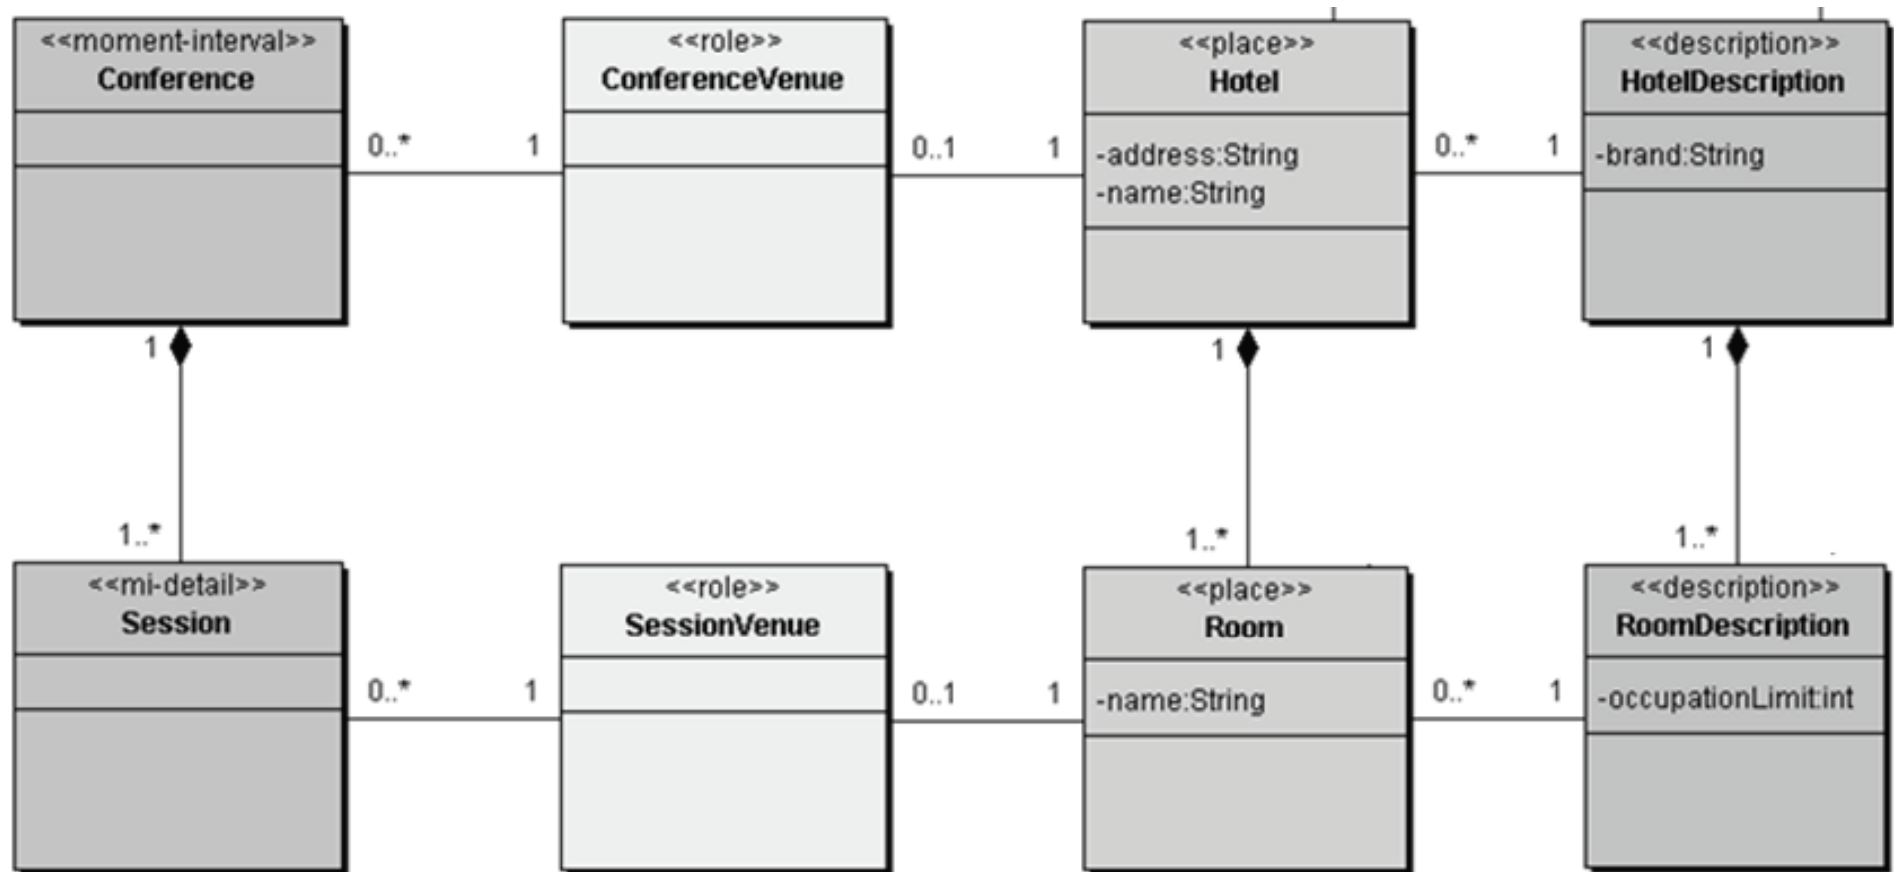 <<moment-interval>>
Conference
<<role>>
ConferenceVenue
<<place>>
Hotel
<<description>>
HotelDescription
0..*
1
0..1
1
-address:String
-name:String
0..*
1
-brand:String
1
1
1
1..*
1..*
1..*
<<mi-detail>>
Session
<<role>>
SessionVenue
<<place>>
Room
<<description>>
RoomDescription
0..*
1
0..1
1
-name:String
0..*
1
-occupationLimit:int